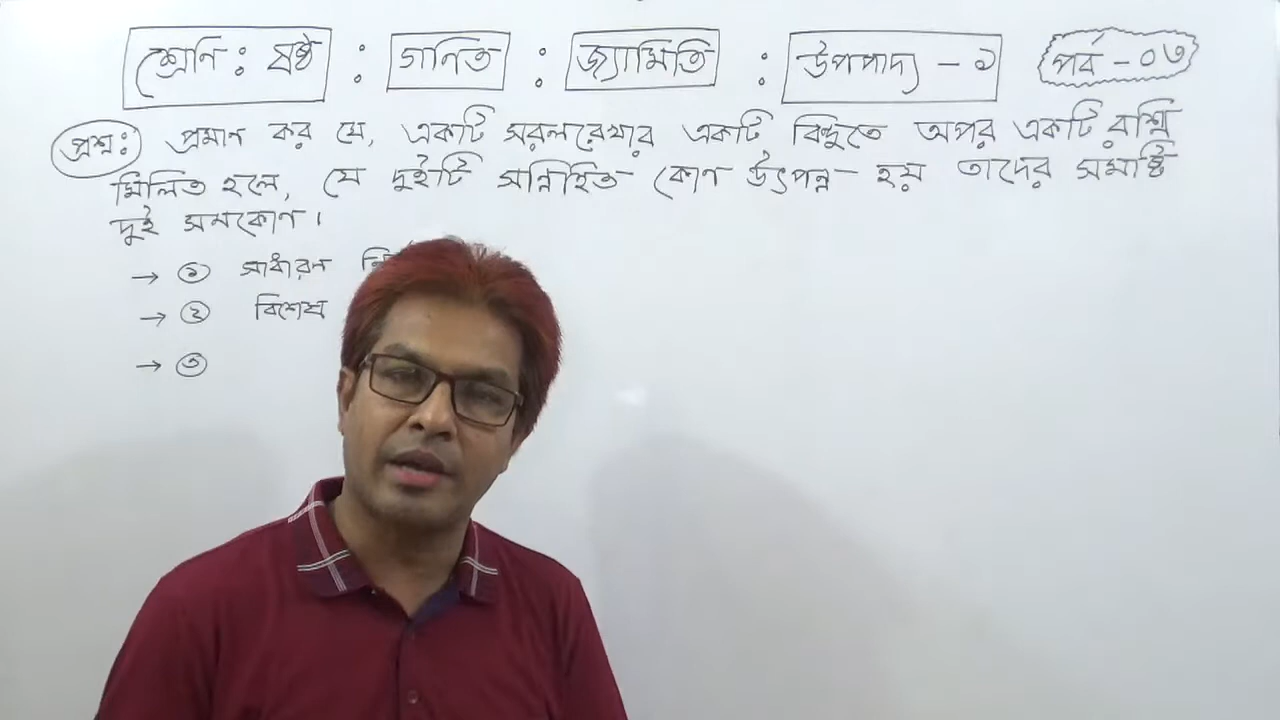 শ্রেণি : ষষ্ঠ : গনিত : জ্যামিতি : উপপাদ্য - ১ পর্ব - ০৩
প্রশ্ন: প্রমাণ কর যে, একটি সরলরেখার একটি বিন্দুতে অপর একটি রশ্মি
মিলিত হলে, যে দুইটি সন্নিহিত কোণ উৎপন্ন হয় তাদের সমষ্টি
দুই সমকোণ।
→ ১ সাধারণ
→ ২ বিশেষ
→ ৩